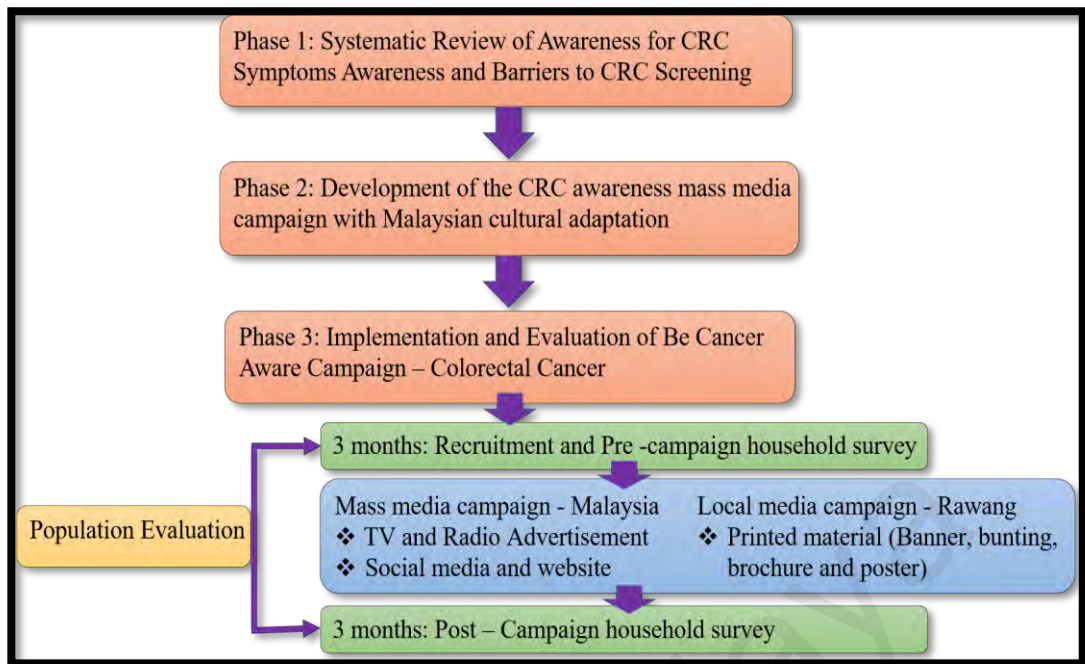 Phase 1: Systematic Review of Awareness for CRC
Symptoms Awareness and Barriers to CRC Screening
Phase 2: Development of the CRC awareness mass media
campaign with Malaysian cultural adaptation
Phase 3: Implementation and Evaluation of Be Cancer
Aware Campaign – Colorectal Cancer
3 months: Recruitment and Pre -campaign household survey
Population Evaluation
Mass media campaign - Malaysia
❖ TV and Radio Advertisement
❖ Social media and website
Local media campaign - Rawang
❖ Printed material (Banner, bunting,
brochure and poster)
3 months: Post – Campaign household survey